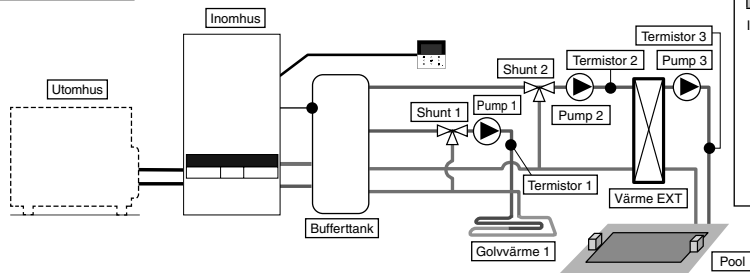 Inomhus
Termistor 3
Utomhus
Shunt 2
Termistor 2
Pump 3
Shunt 1
Pump 1
Pump 2
Termistor 1
Värme EXT
Bufferttank
Golvvärme 1
Pool